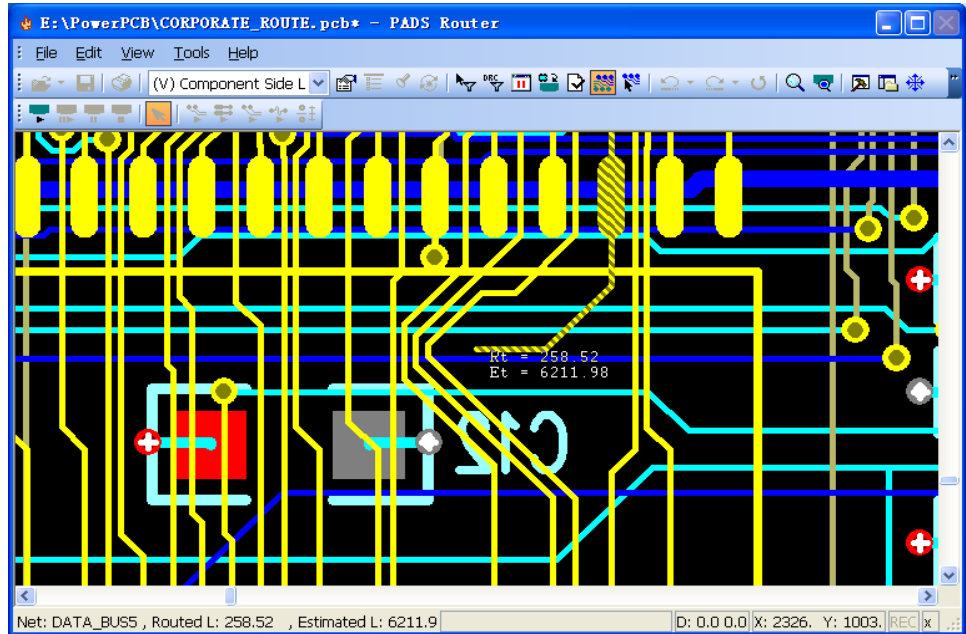 E:\PowerPCB\CORPORATE_ROUTE.pcb* - PADS Router
File Edit View Tools Help
(V) Component Side L
DRC
Rt = 258.52
Et = 6211.98
C12
Net: DATA_BUS5 , Routed L: 258.52 , Estimated L: 6211.9
D: 0.0 0.0 X: 2326. Y: 1003. REC x